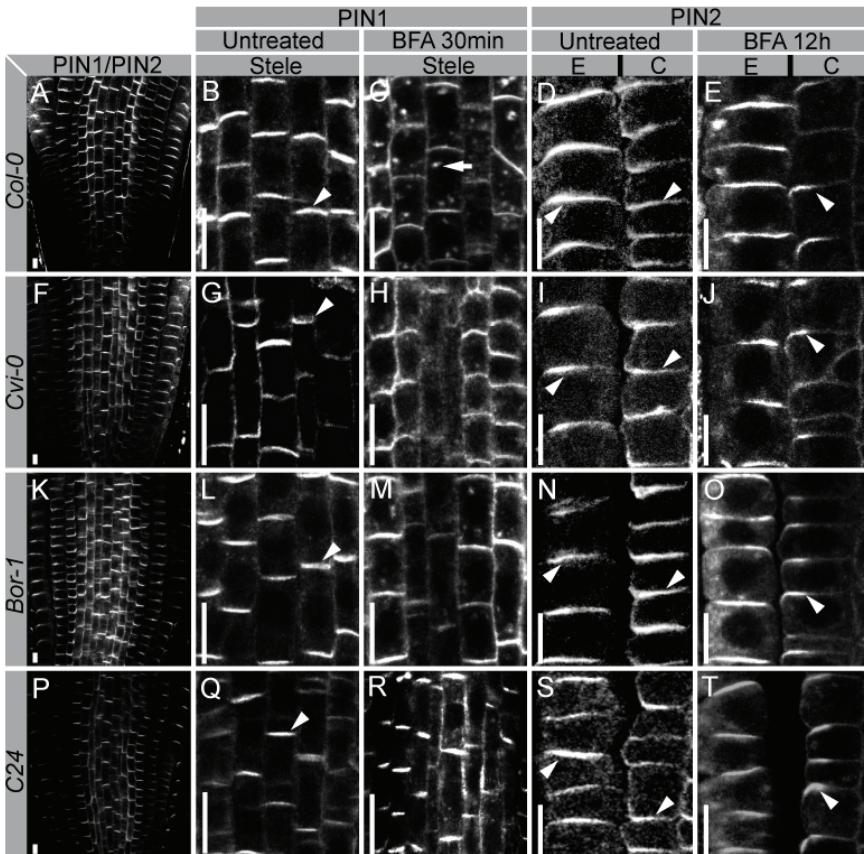 PIN1 PIN2
Untreated BFA 30min Untreated BFA 12h
PIN1/PIN2 Stele Stele E C E C
Col-0 A B C D E
Cvi-0 F G H I J
Bor-1 K L M N O
C24 P Q R S T